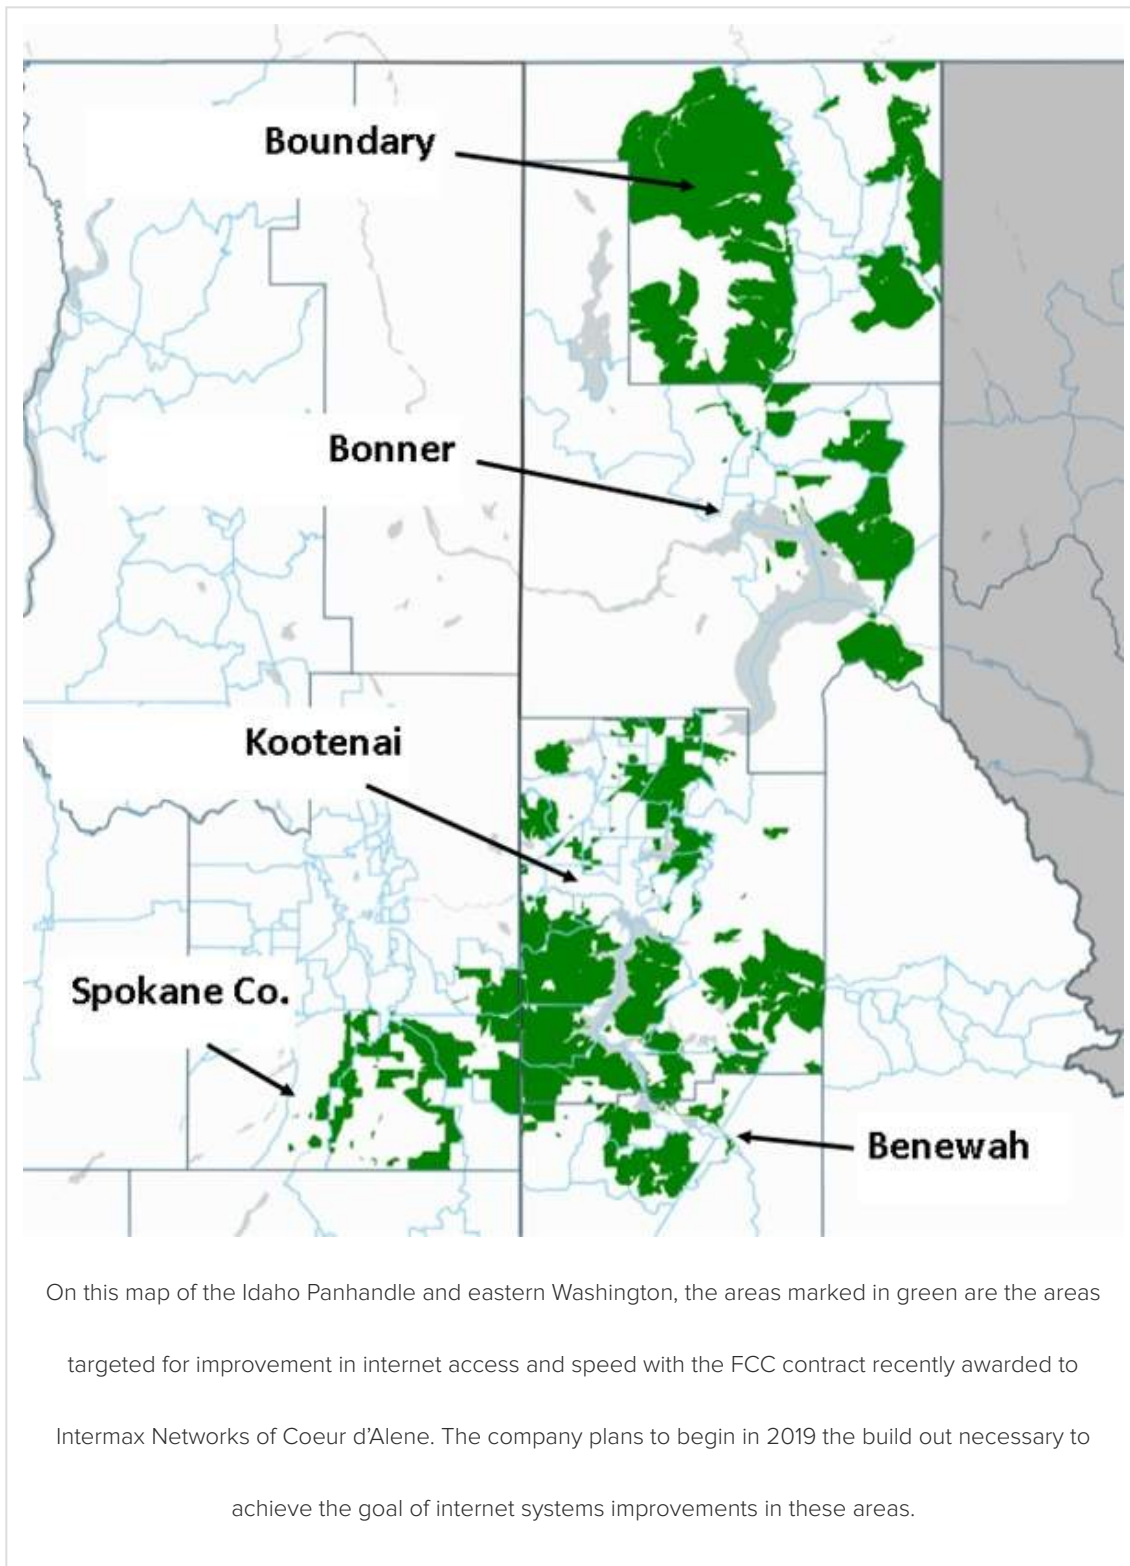 Boundary
Bonner
Kootenai
Spokane Co.
Benewah
On this map of the Idaho Panhandle and eastern Washington, the areas marked in green are the areas
targeted for improvement in internet access and speed with the FCC contract recently awarded to
Intermax Networks of Coeur d’Alene. The company plans to begin in 2019 the build out necessary to
achieve the goal of internet systems improvements in these areas.